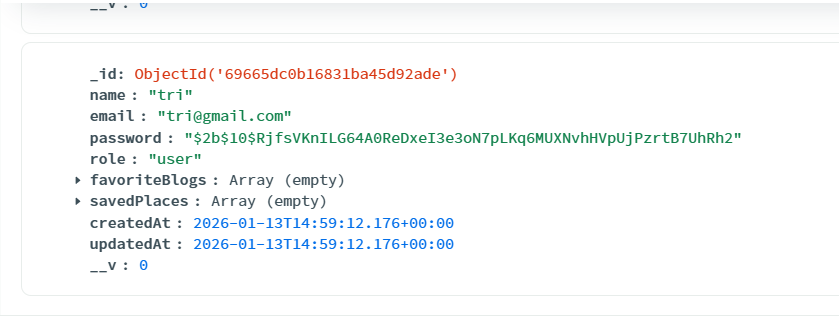 __v : 0
_id: ObjectId('69665dc0b16831ba45d92ade')
name : "tri"
email : "tri@gmail.com"
password : "$2b$10$RjfsVKnILG64A0ReDxeI3e3oN7pLKq6MUXNvhHVpUjPzrtB7UhRh2"
role : "user"
favoriteBlogs : Array (empty)
savedPlaces : Array (empty)
createdAt : 2026-01-13T14:59:12.176+00:00
updatedAt : 2026-01-13T14:59:12.176+00:00
__v : 0